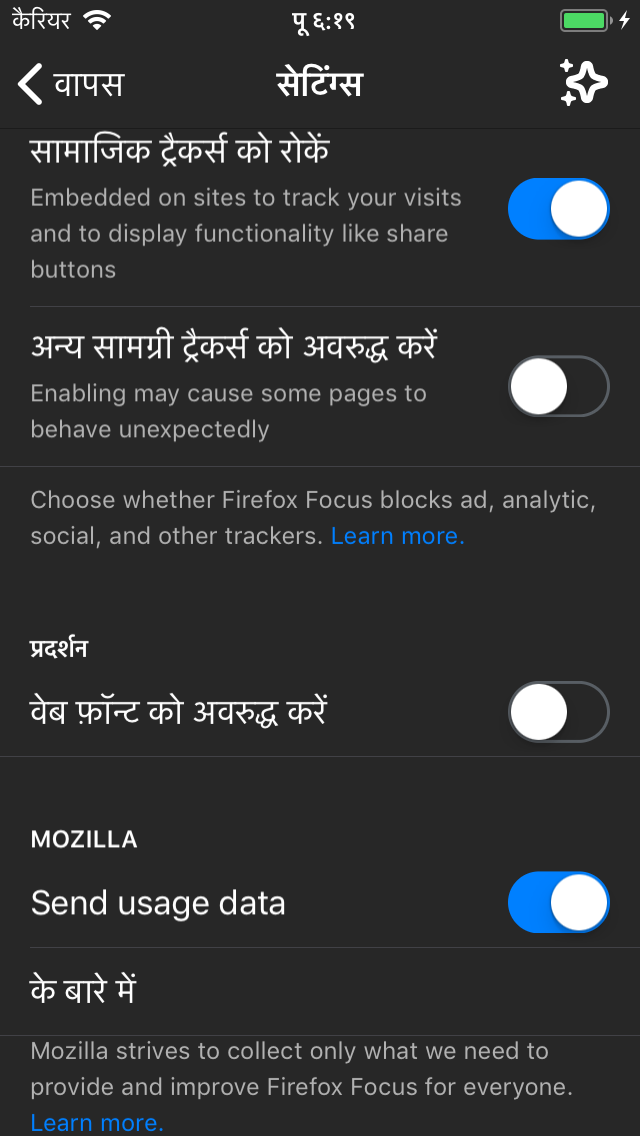 कैरियर पू ६:१९
वापस सेटिंग्स
सामाजिक ट्रैकर्स को रोकें
Embedded on sites to track your visits
and to display functionality like share
buttons
अन्य सामग्री ट्रैकर्स को अवरुद्ध करें
Enabling may cause some pages to
behave unexpectedly
Choose whether Firefox Focus blocks ad, analytic,
social, and other trackers. Learn more.
प्रदर्शन
वेब फ़ॉन्ट को अवरुद्ध करें
MOZILLA
Send usage data
के बारे में
Mozilla strives to collect only what we need to
provide and improve Firefox Focus for everyone.
Learn more.